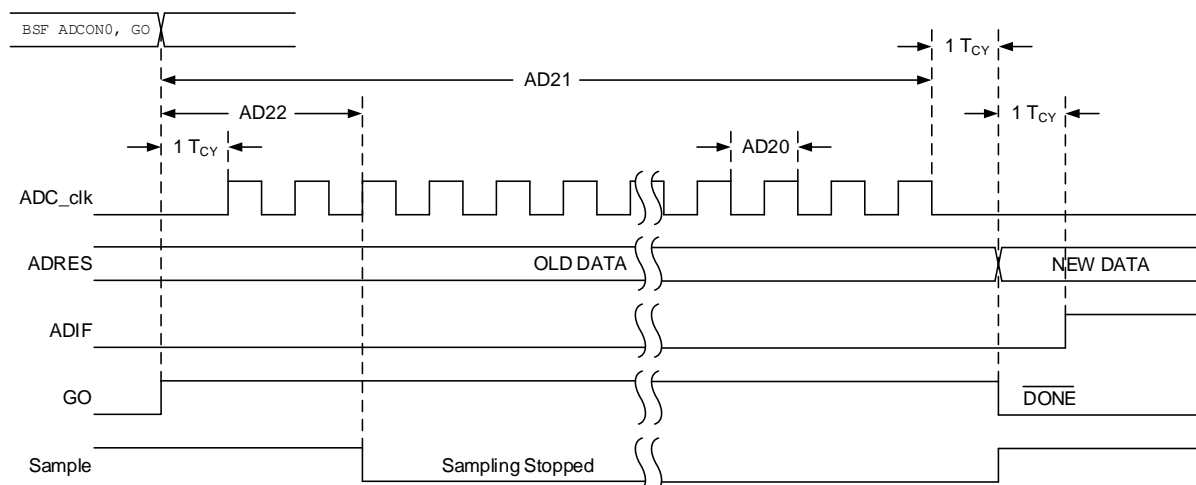 BSF ADCON0, GO
1 TCY
AD21
AD22
1 TCY
1 TCY
AD20
ADC_clk
ADRES
OLD DATA
NEW DATA
ADIF
GO
DONE
Sample
Sampling Stopped